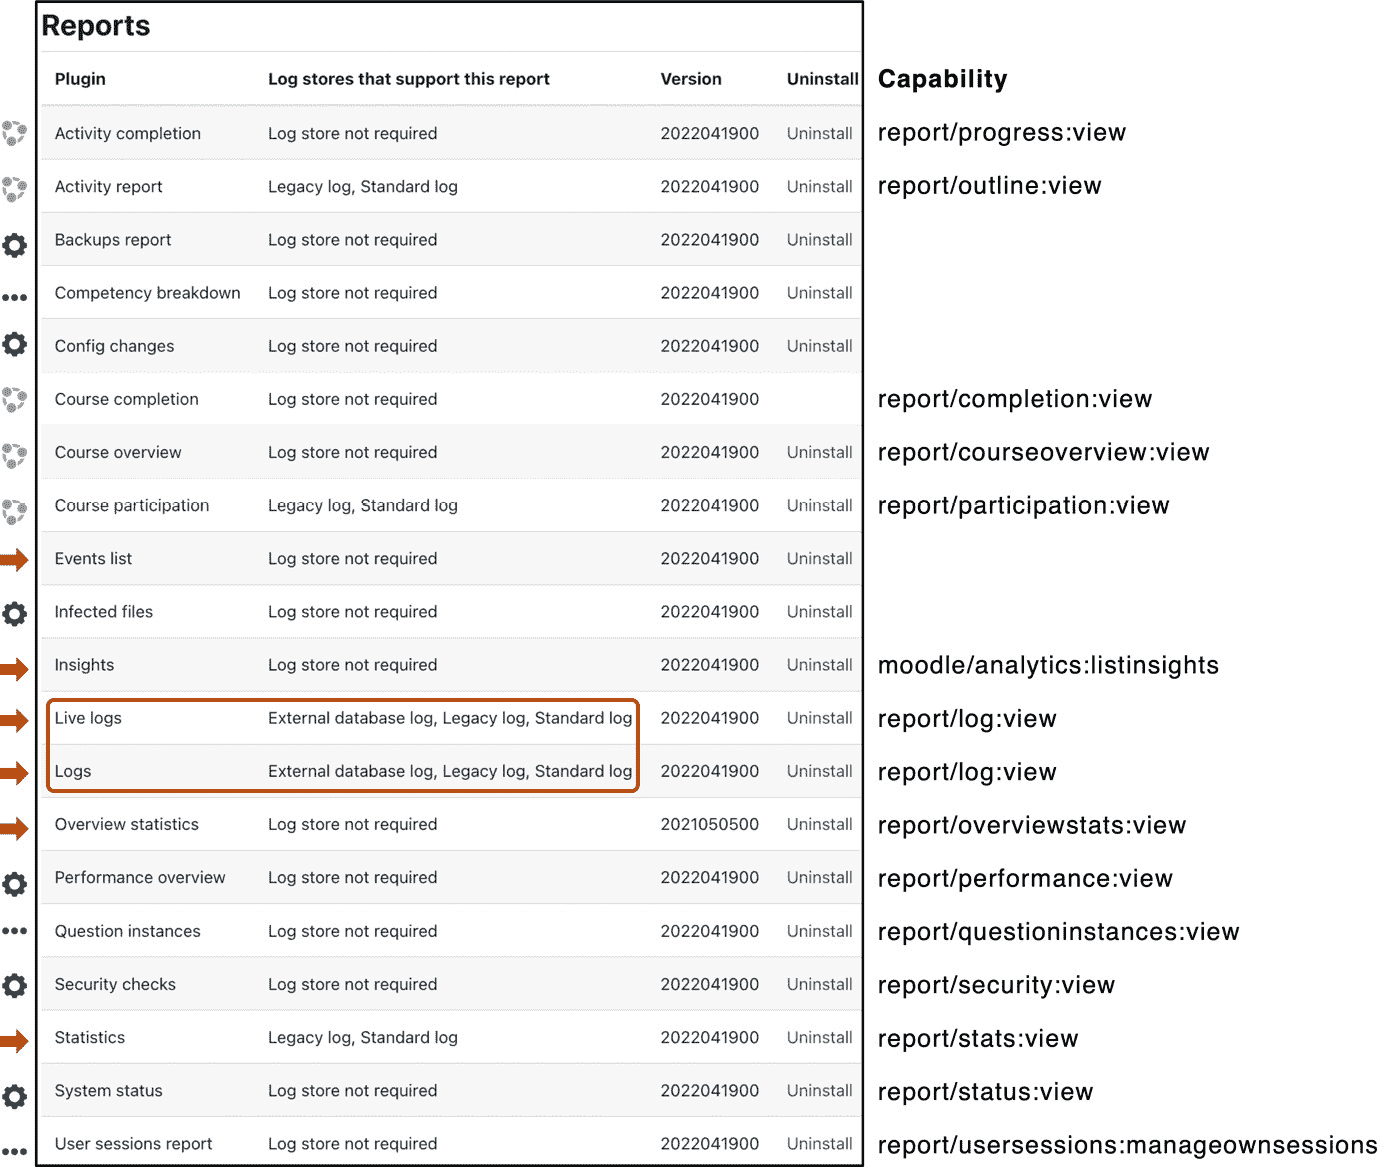 Reports
Plugin Log stores that support this report Version Uninstall Capability
Activity completion Log store not required 2022041900 Uninstall report/progress:view
Activity report Legacy log, Standard log 2022041900 Uninstall report/outline:view
Backups report Log store not required 2022041900 Uninstall
Competency breakdown Log store not required 2022041900 Uninstall
Config changes Log store not required 2022041900 Uninstall
Course completion Log store not required 2022041900 report/completion:view
Course overview Log store not required 2022041900 Uninstall report/courseoverview:view
Course participation Legacy log, Standard log 2022041900 Uninstall report/participation:view
Events list Log store not required 2022041900 Uninstall
Infected files Log store not required 2022041900 Uninstall
Insights Log store not required 2022041900 Uninstall moodle/analytics:listinsights
Live logs External database log, Legacy log, Standard log 2022041900 Uninstall report/log:view
Logs External database log, Legacy log, Standard log 2022041900 Uninstall report/log:view
Overview statistics Log store not required 2021050500 Uninstall report/overviewstats:view
Performance overview Log store not required 2022041900 Uninstall report/performance:view
Question instances Log store not required 2022041900 Uninstall report/questioninstances:view
Security checks Log store not required 2022041900 Uninstall report/security:view
Statistics Legacy log, Standard log 2022041900 Uninstall report/stats:view
System status Log store not required 2022041900 Uninstall report/status:view
User sessions report Log store not required 2022041900 Uninstall report/usersessions:manageownsessions